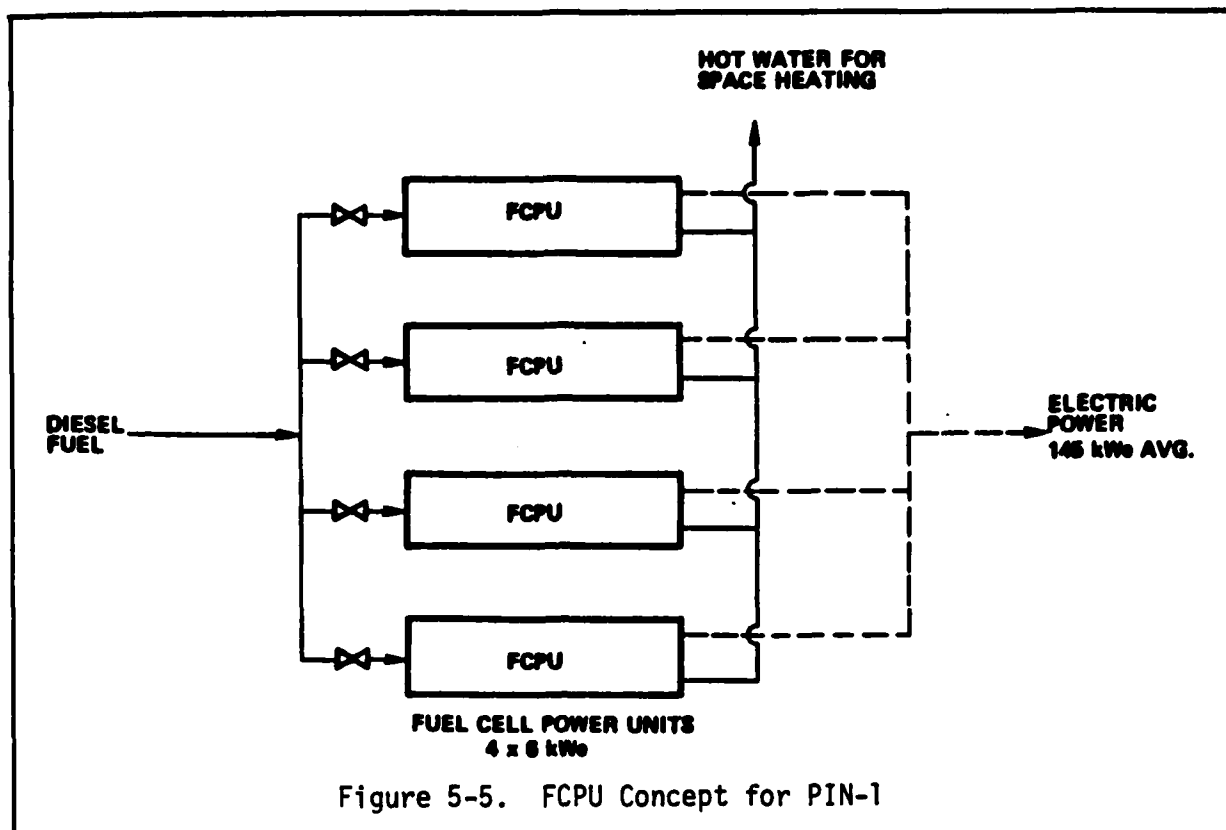 HOT WATER FOR
SPACE HEATING
FCPU
FCPU
FCPU
FCPU
DIESEL
FUEL
ELECTRIC
POWER
145 kWe AVG.
FUEL CELL POWER UNITS
4 x 6 kWe
Figure 5-5. FCPU Concept for PIN-1